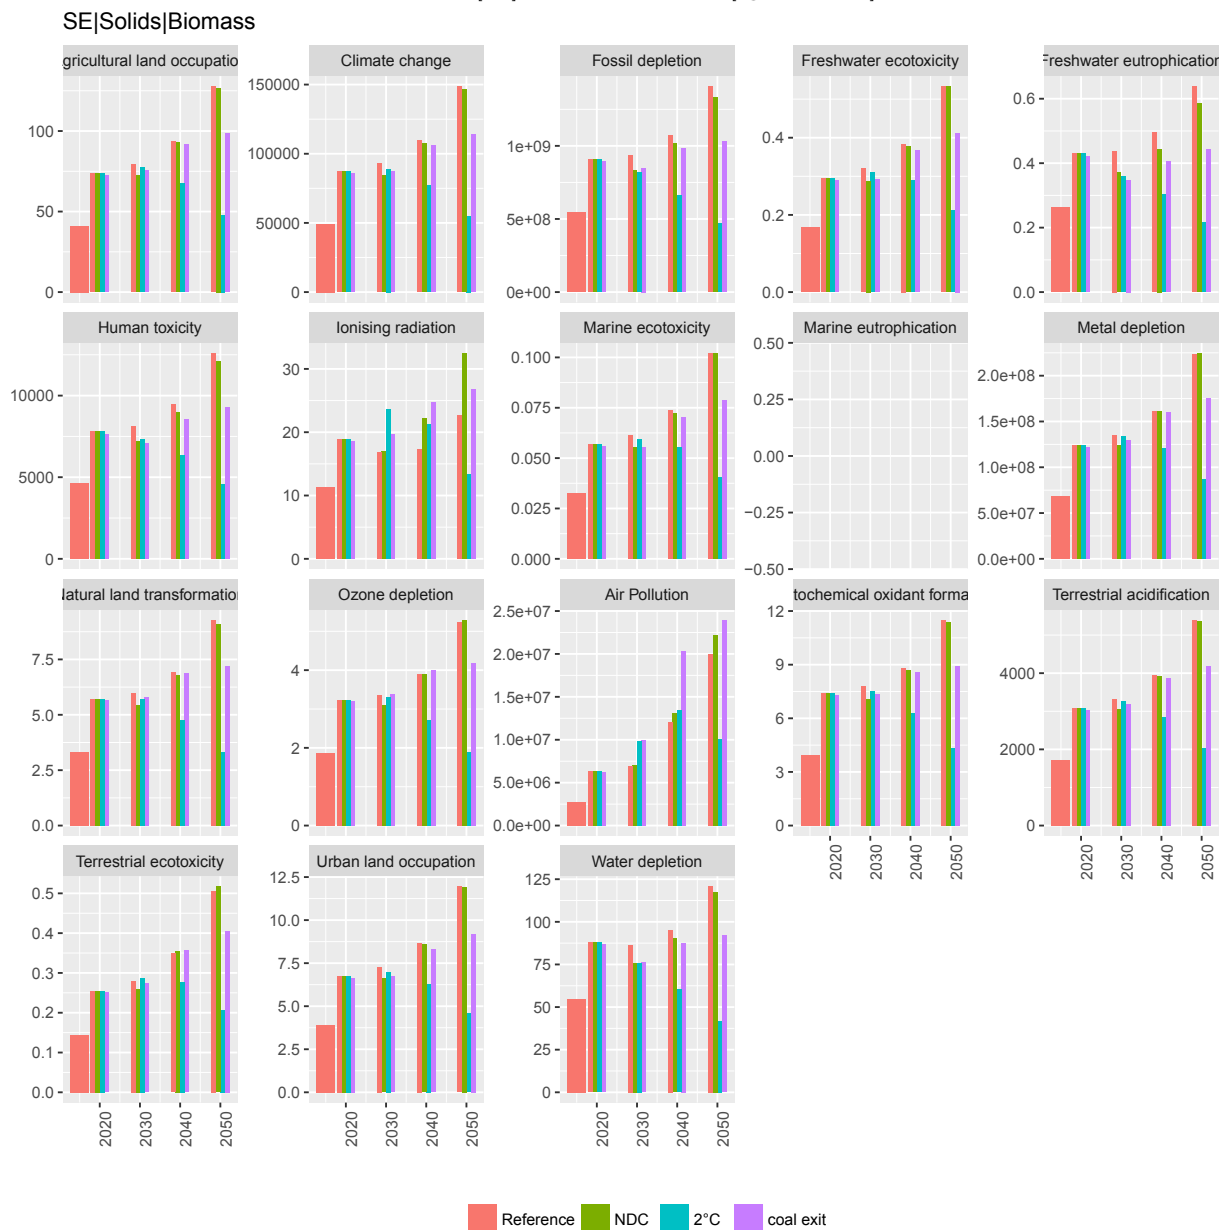 SE|Solids|Biomass
gricultural land occupatio
Climate change
Fossil depletion
Freshwater ecotoxicity
Freshwater eutrophication
100
50
0
150000
100000
50000
0
1e+09
5e+08
0e+00
0.4
0.2
0.0
0.6
0.4
0.2
0.0
Human toxicity
Ionising radiation
Marine ecotoxicity
Marine eutrophication
Metal depletion
10000
5000
0
30
20
10
0
0.100
0.075
0.050
0.025
0.000
0.50
0.25
0.00
−0.25
−0.50
2.0e+08
1.5e+08
1.0e+08
5.0e+07
0.0e+00
Natural land transformation
Ozone depletion
Air Pollution
tochemical oxidant forma
Terrestrial acidification
7.5
5.0
2.5
0.0
4
2
0
2.5e+07
2.0e+07
1.5e+07
1.0e+07
5.0e+06
0.0e+00
12
9
6
3
0
4000
2000
0
2020
2030
2040
2050
2020
2030
2040
2050
Terrestrial ecotoxicity
Urban land occupation
Water depletion
0.5
0.4
0.3
0.2
0.1
0.0
12.5
10.0
7.5
5.0
2.5
0.0
125
100
75
50
25
0
2020
2030
2040
2050
2020
2030
2040
2050
2020
2030
2040
2050
Reference NDC 2°C coal exit